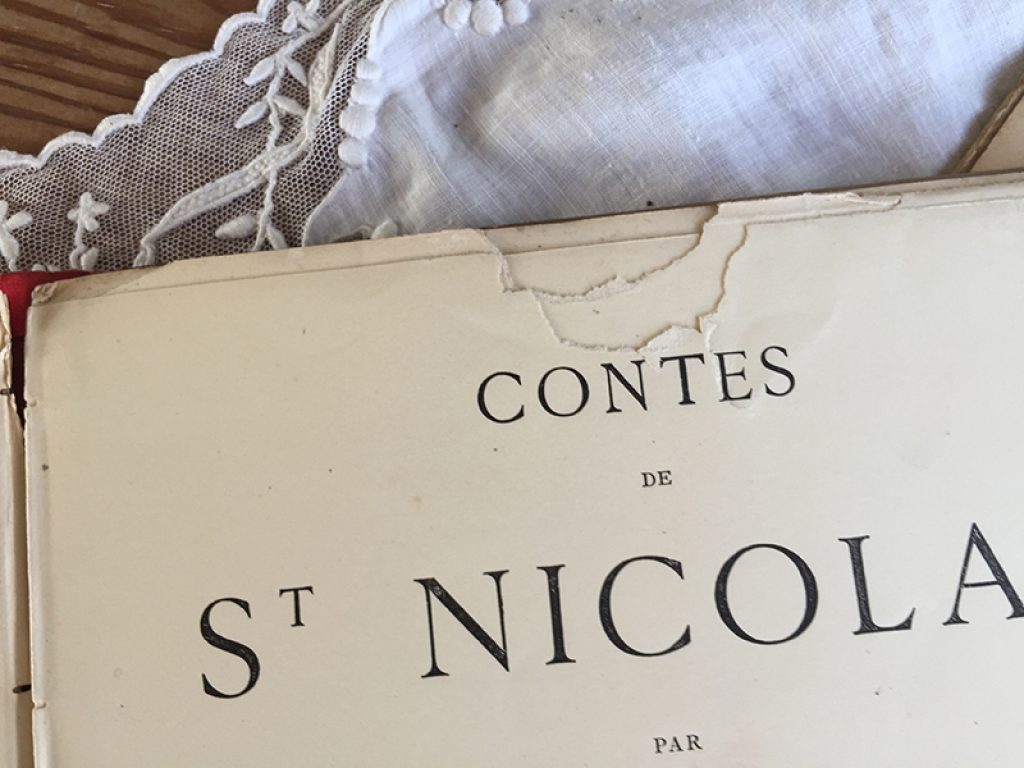 CONTES
DE
ST NICOLA
PAR